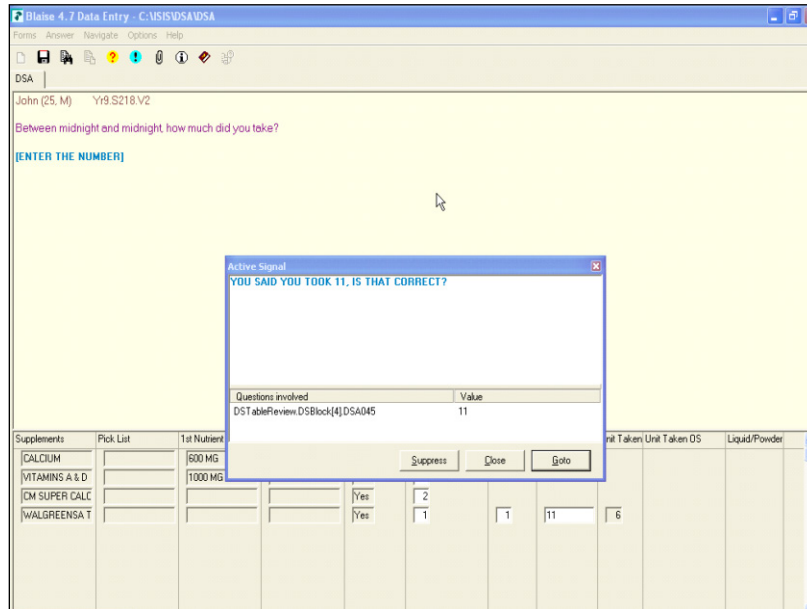 Blaise 4.7 Data Entry - C:\ISIS\DSA\DSA
Forms Answer Navigate Options Help
DSA
John (25, M) Yr9.S218.V2
Between midnight and midnight, how much did you take?
[ENTER THE NUMBER]
Active Signal
YOU SAID YOU TOOK 11, IS THAT CORRECT?
Questions involved Value
DSTableReview.DSBlock[4].DSA045 11
Suppress Close Goto
Supplements Pick List 1st Nutrient nit Taken Unit Taken OS Liquid/Powder
CALCIUM 600 MG
VITAMINS A & D 1000 MG
CM SUPER CALC Yes 2
WALGREENSA T Yes 1 1 11 6